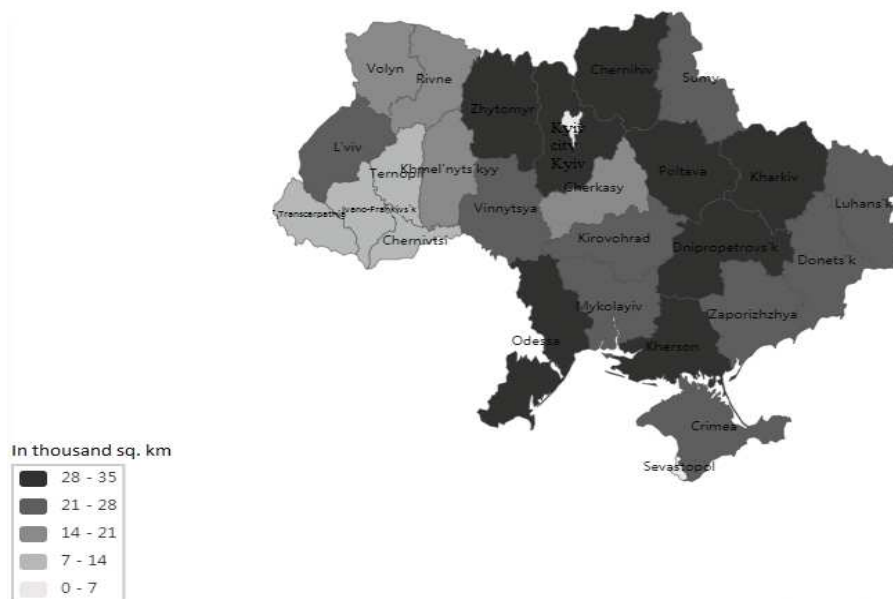 Volyn
Rivne
Chernihiv
Sumy
Zhytomyr
Kyiv
city
Kyiv
L'viv
Ternopil
Khmel'nyts'kyy
Cherkasy
Poltava
Kharkiv
Luhans'k
Transcarpathia
Ivano-Frankivs'k
Vinnytsya
Chernivtsi
Kirovohrad
Dnipropetrovs'k
Donets'k
Mykolayiv
Zaporizhzhya
Odessa
Kherson
Crimea
Sevastopol
In thousand sq. km
28 - 35
21 - 28
14 - 21
7 - 14
0 - 7